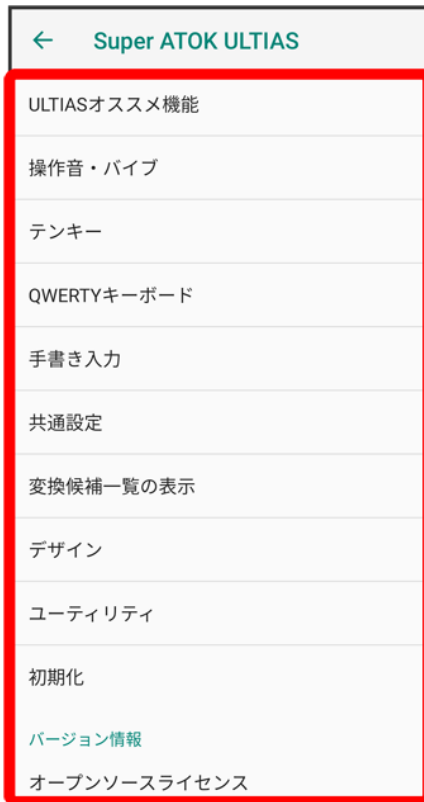 Super ATOK ULTIAS
ULTIASオススメ機能
操作音・バイブ
テンキー
QWERTYキーボード
手書き入力
共通設定
変換候補一覧の表示
デザイン
ユーティリティ
初期化
バージョン情報
オープンソースライセンス